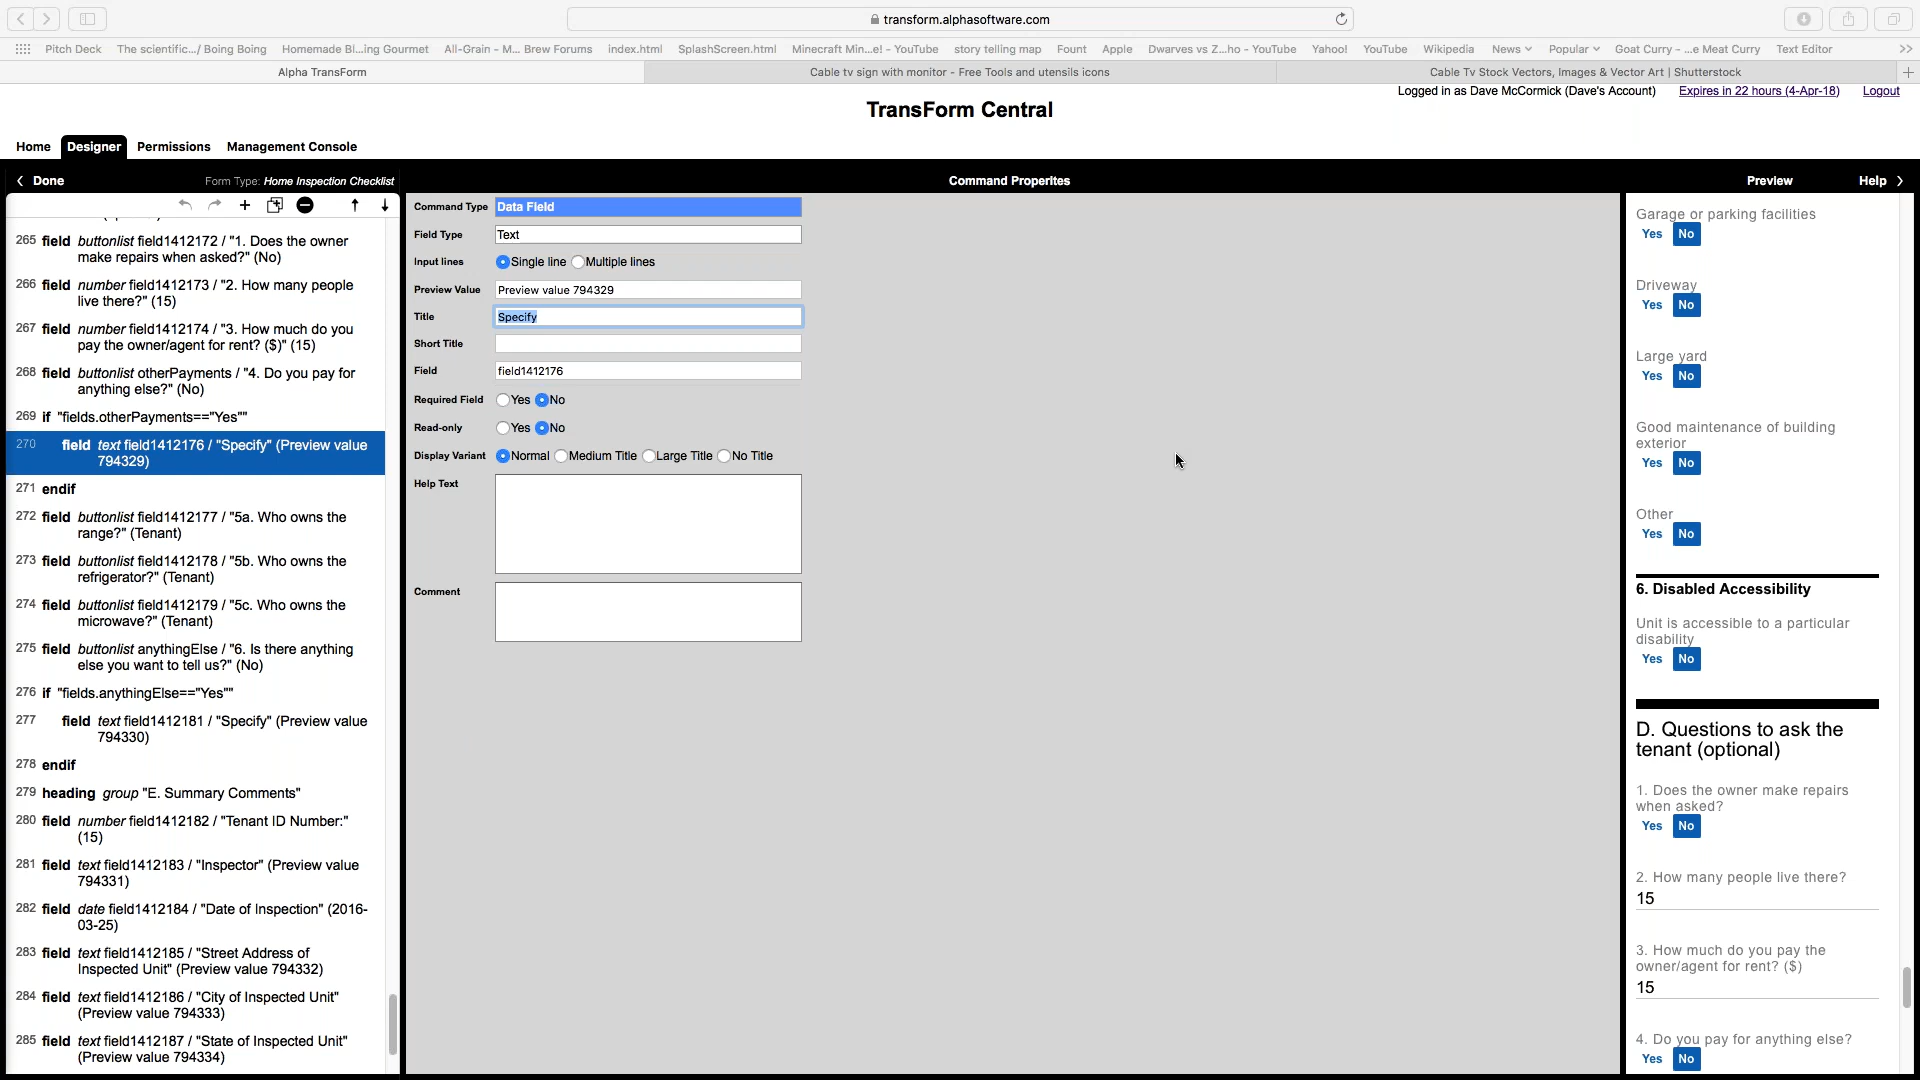 transform.alphasoftware.com
Pitch Deck The scientific.../ Boing Boing Homemade Bl...ing Gourmet All-Grain - M... Brew Forums index.html SplashScreen.html Minecraft Min...e! - YouTube story telling map Fount Apple Dwarves vs Z...ho - YouTube Yahoo! YouTube Wikipedia News Popular Goat Curry - ...e Meat Curry Text Editor
Alpha TransForm Cable tv sign with monitor - Free Tools and utensils icons Cable Tv Stock Vectors, Images & Vector Art | Shutterstock
Logged in as Dave McCormick (Dave's Account) Expires in 22 hours (4-Apr-18) Logout
TransForm Central
Home Designer Permissions Management Console
Done Form Type: Home Inspection Checklist Command Properites Preview Help
265 field buttonlist field1412172 / "1. Does the owner
make repairs when asked?" (No)
266 field number field1412173 / "2. How many people
live there?" (15)
267 field number field1412174 / "3. How much do you
pay the owner/agent for rent? ($)" (15)
268 field buttonlist otherPayments / "4. Do you pay for
anything else?" (No)
269 if "fields.otherPayments=="Yes""
270 field text field1412176 / "Specify" (Preview value
794329)
271 endif
272 field buttonlist field1412177 / "5a. Who owns the
range?" (Tenant)
273 field buttonlist field1412178 / "5b. Who owns the
refrigerator?" (Tenant)
274 field buttonlist field1412179 / "5c. Who owns the
microwave?" (Tenant)
275 field buttonlist anythingElse / "6. Is there anything
else you want to tell us?" (No)
276 if "fields.anythingElse=="Yes""
277 field text field1412181 / "Specify" (Preview value
794330)
278 endif
279 heading group "E. Summary Comments"
280 field number field1412182 / "Tenant ID Number:"
(15)
281 field text field1412183 / "Inspector" (Preview value
794331)
282 field date field1412184 / "Date of Inspection" (2016-
03-25)
283 field text field1412185 / "Street Address of
Inspected Unit" (Preview value 794332)
284 field text field1412186 / "City of Inspected Unit"
(Preview value 794333)
285 field text field1412187 / "State of Inspected Unit"
(Preview value 794334)
Command Type Data Field
Field Type Text
Input lines Single line Multiple lines
Preview Value Preview value 794329
Title Specify
Short Title
Field field1412176
Required Field Yes No
Read-only Yes No
Display Variant Normal Medium Title Large Title No Title
Help Text
Comment
Garage or parking facilities
Yes No
Driveway
Yes No
Large yard
Yes No
Good maintenance of building
exterior
Yes No
Other
Yes No
6. Disabled Accessibility
Unit is accessible to a particular
disability
Yes No
D. Questions to ask the
tenant (optional)
1. Does the owner make repairs
when asked?
Yes No
2. How many people live there?
15
3. How much do you pay the
owner/agent for rent? ($)
15
4. Do you pay for anything else?
Yes No